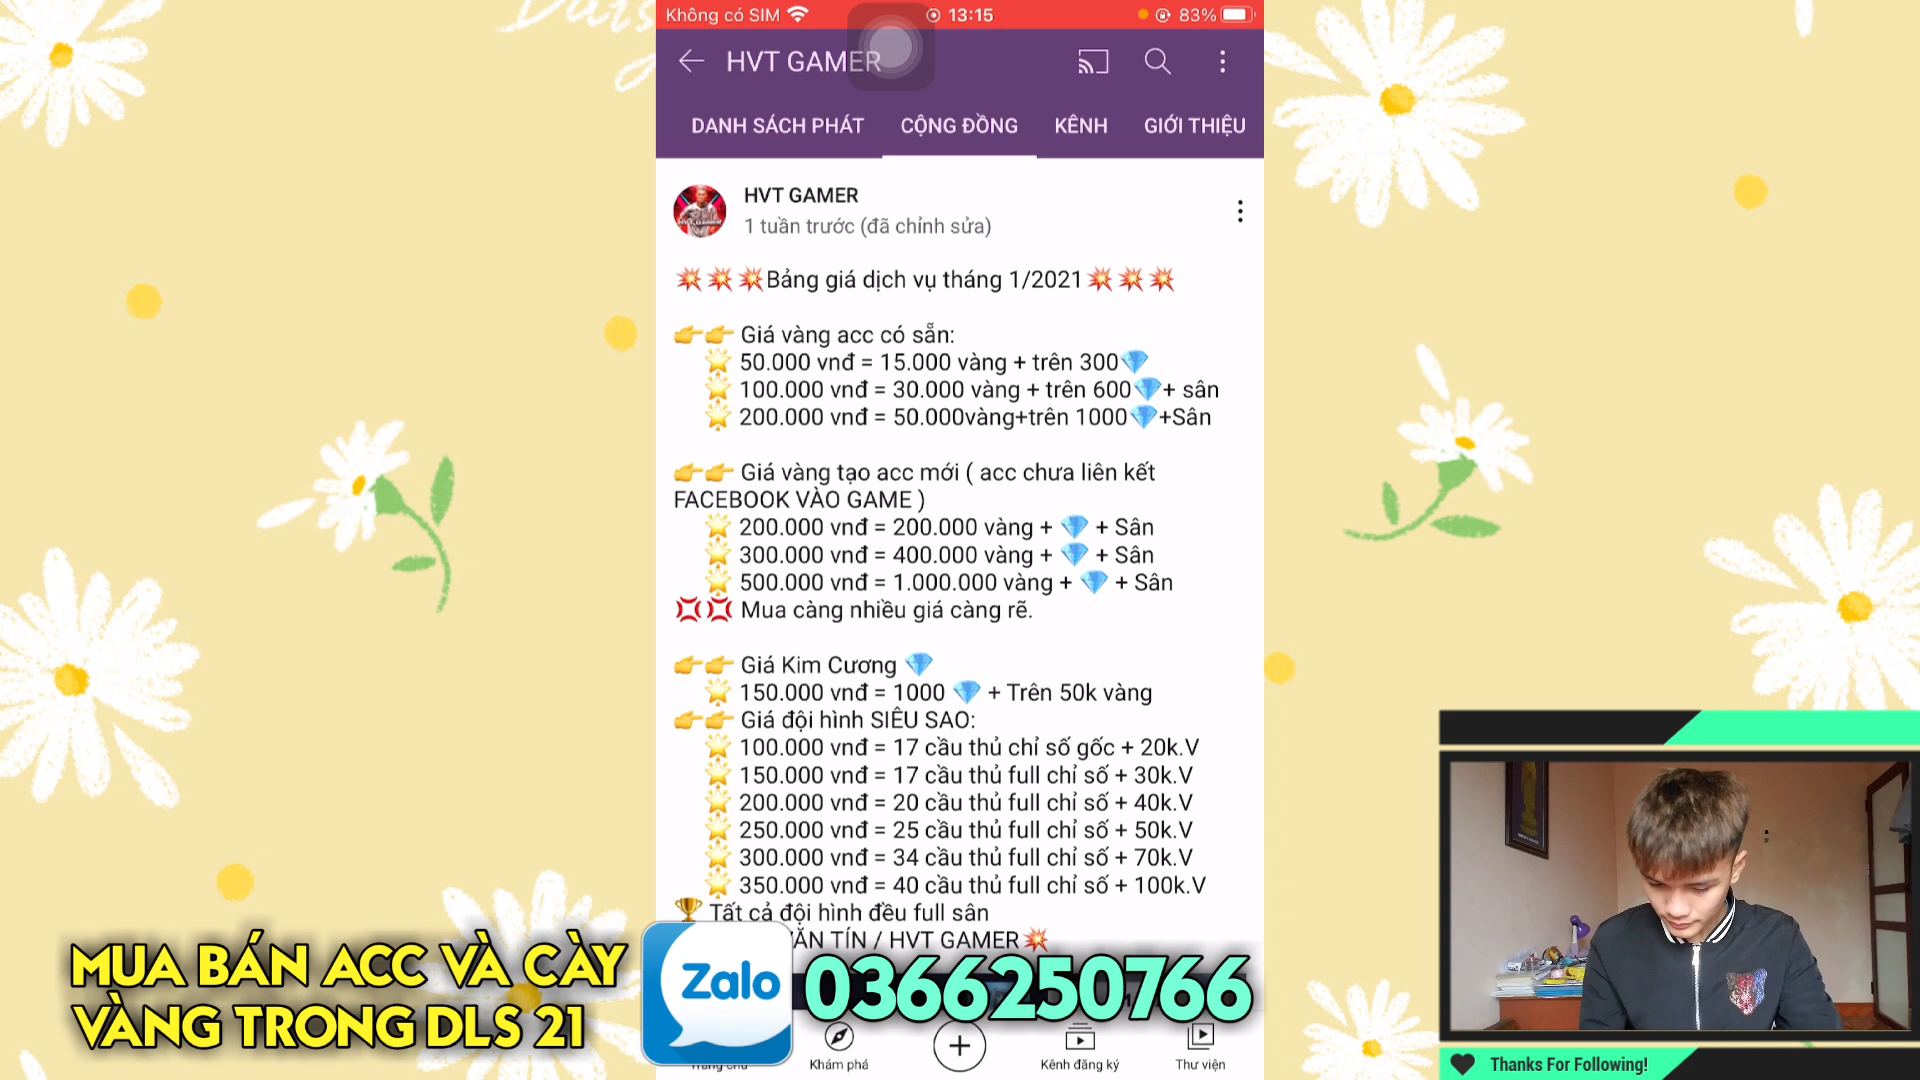 Không có SIM 13:15 83%
HVT GAMER
DANH SÁCH PHÁT CỘNG ĐỒNG KÊNH GIỚI THIỆU
HVT GAMER
1 tuần trước (đã chỉnh sửa)
💥💥💥Bảng giá dịch vụ tháng 1/2021💥💥💥
👉👉 Giá vàng acc có sẵn:
🌟 50.000 vnđ = 15.000 vàng + trên 300💎
🌟 100.000 vnđ = 30.000 vàng + trên 600💎+ sân
🌟 200.000 vnđ = 50.000vàng+trên 1000💎+Sân
👉👉 Giá vàng tạo acc mới ( acc chưa liên kết
FACEBOOK VÀO GAME )
🌟 200.000 vnđ = 200.000 vàng + 💎 + Sân
🌟 300.000 vnđ = 400.000 vàng + 💎 + Sân
🌟 500.000 vnđ = 1.000.000 vàng + 💎 + Sân
💢💢 Mua càng nhiều giá càng rẽ.
👉👉 Giá Kim Cương 💎
🌟 150.000 vnđ = 1000 💎 + Trên 50k vàng
👉👉 Giá đội hình SIÊU SAO:
🌟 100.000 vnđ = 17 cầu thủ chỉ số gốc + 20k.V
🌟 150.000 vnđ = 17 cầu thủ full chỉ số + 30k.V
🌟 200.000 vnđ = 20 cầu thủ full chỉ số + 40k.V
🌟 250.000 vnđ = 25 cầu thủ full chỉ số + 50k.V
🌟 300.000 vnđ = 34 cầu thủ full chỉ số + 70k.V
🌟 350.000 vnđ = 40 cầu thủ full chỉ số + 100k.V
🏆 Tất cả đội hình đều full sân
TÍN / HVT GAMER💥
MUA BÁN ACC VÀ CÀY
VÀNG TRONG DLS 21
Zalo
0366250766
Trang chủ Khám phá Kênh đăng ký Thư viện
Thanks For Following!